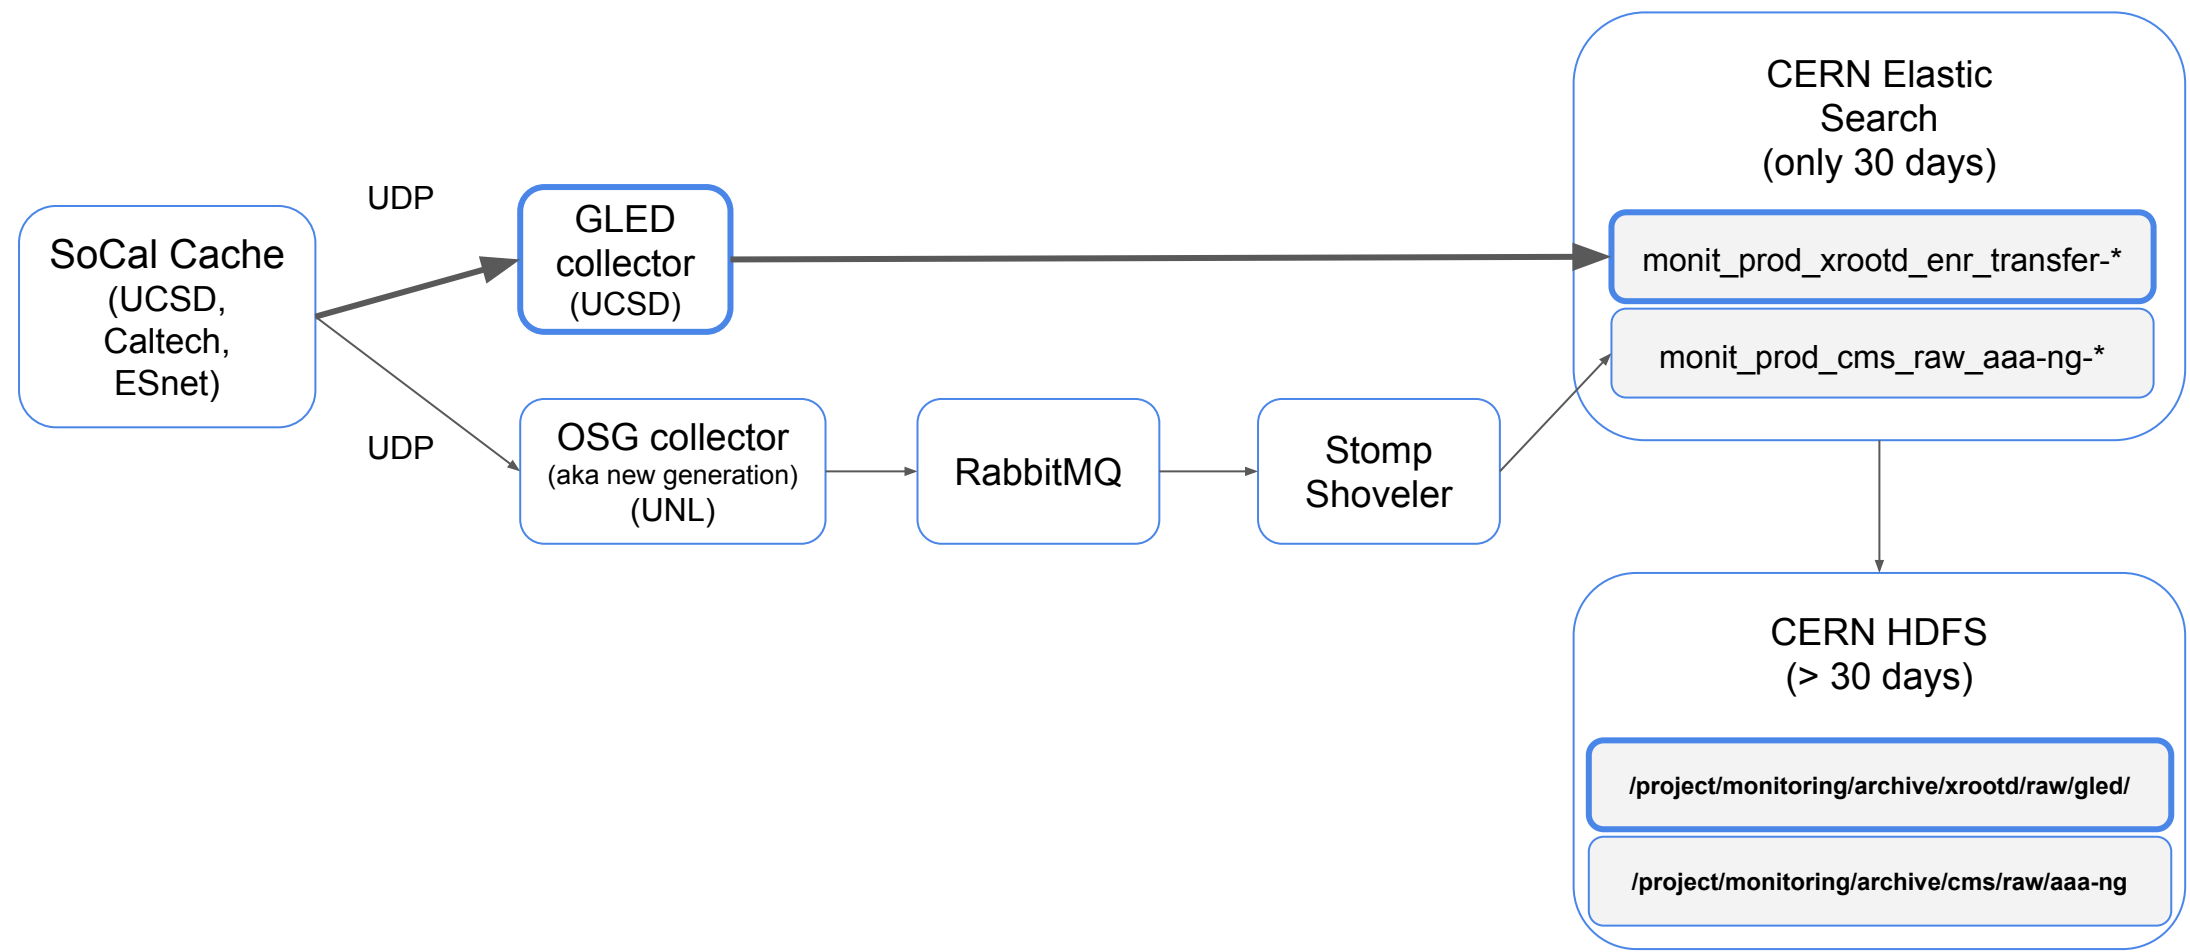 SoCal Cache
(UCSD,
Caltech,
ESnet)
UDP
UDP
GLED
collector
(UCSD)
OSG collector
(aka new generation)
(UNL)
RabbitMQ
Stomp
Shoveler
CERN Elastic
Search
(only 30 days)
monit_prod_xrootd_enr_transfer-*
monit_prod_cms_raw_aaa-ng-*
CERN HDFS
(> 30 days)
/project/monitoring/archive/xrootd/raw/gled/
/project/monitoring/archive/cms/raw/aaa-ng